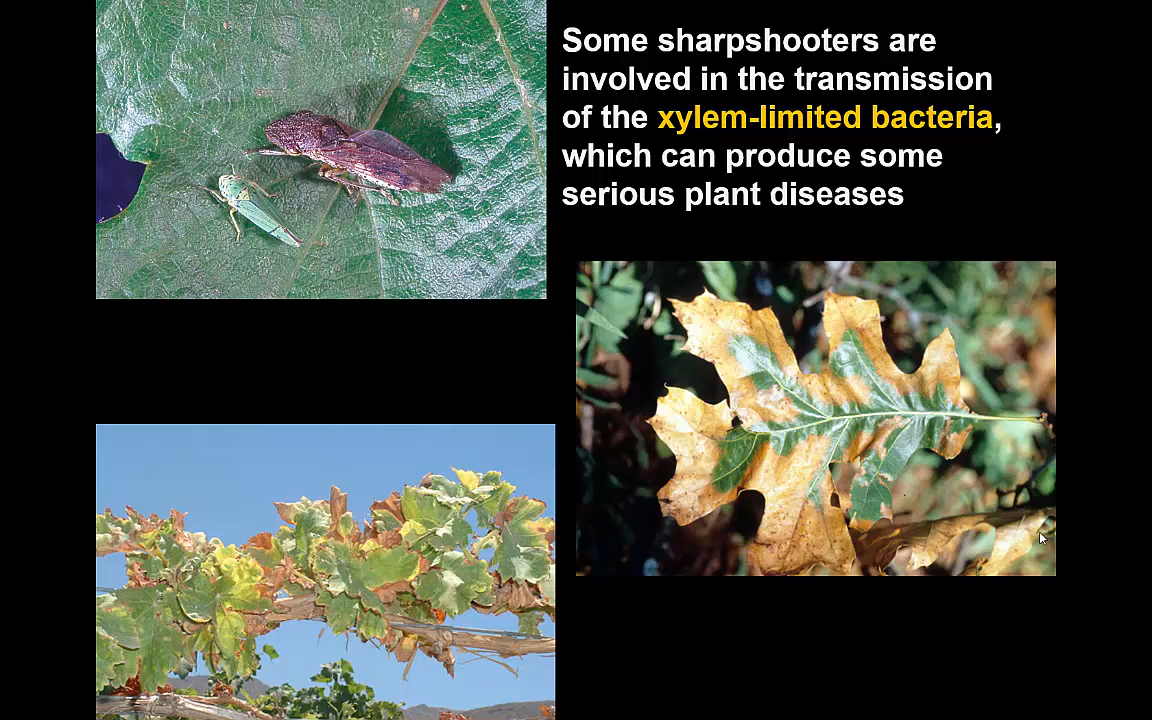 Some sharpshooters are
involved in the transmission
of the xylem-limited bacteria,
which can produce some
serious plant diseases